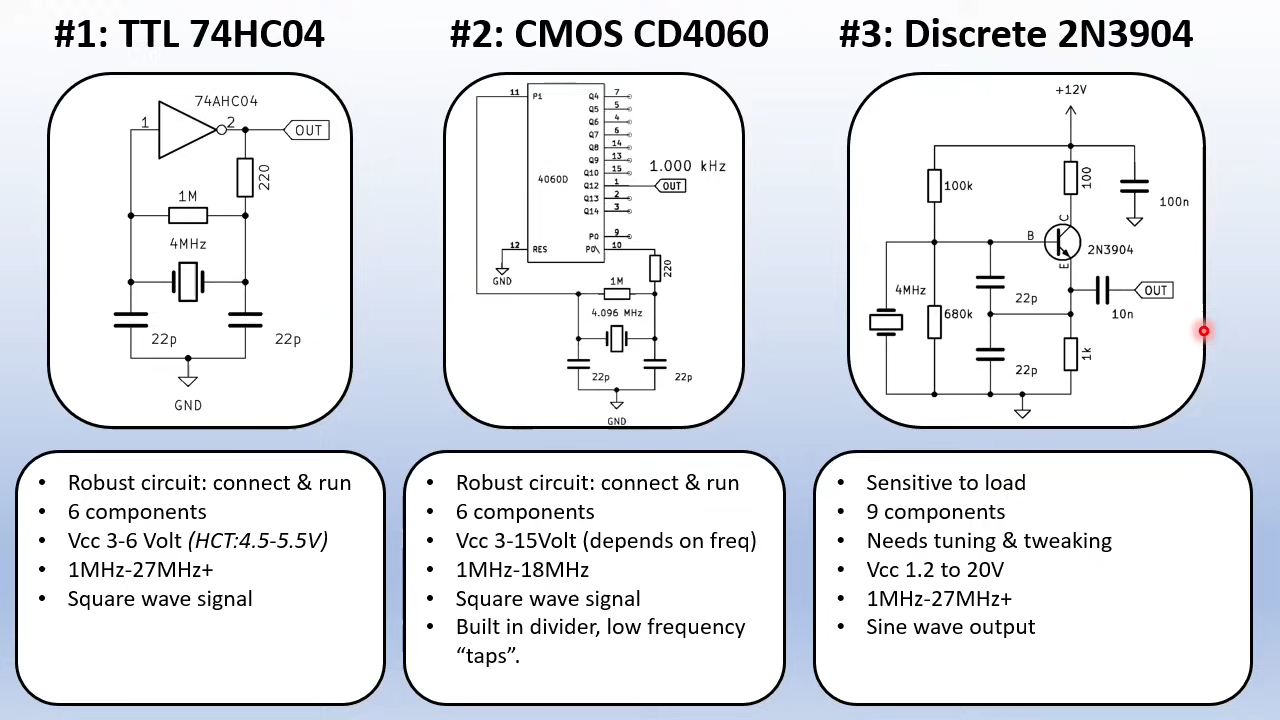 #1: TTL 74HC04
#2: CMOS CD4060
#3: Discrete 2N3904
74AHC04
1
2
OUT
220
1M
4MHz
22p
22p
GND
11
P1
Q4
7
Q5
5
Q6
4
Q7
6
Q8
14
Q9
13
Q10
15
Q12
1
Q13
2
Q14
3
4060D
1.000 kHz
OUT
P0
9
12
RES
P0\
10
GND
220
1M
4.096 MHz
22p
22p
GND
+12V
100k
100
100n
C
B
2N3904
E
4MHz
22p
OUT
10n
680k
1k
22p
• Robust circuit: connect & run
• 6 components
• Vcc 3-6 Volt (HCT:4.5-5.5V)
• 1MHz-27MHz+
• Square wave signal
• Robust circuit: connect & run
• 6 components
• Vcc 3-15Volt (depends on freq)
• 1MHz-18MHz
• Square wave signal
• Built in divider, low frequency
“taps”.
• Sensitive to load
• 9 components
• Needs tuning & tweaking
• Vcc 1.2 to 20V
• 1MHz-27MHz+
• Sine wave output